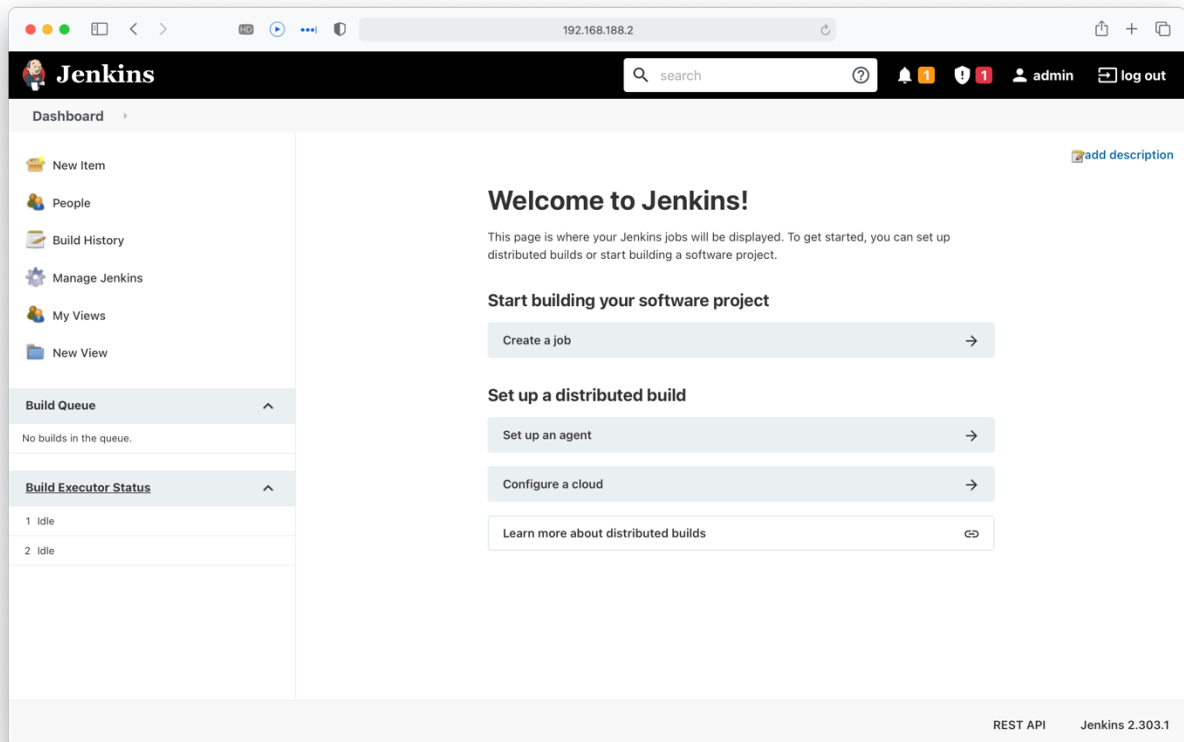 HD
192.168.188.2
Jenkins
search
1
1
admin
log out
Dashboard
New Item
People
Build History
Manage Jenkins
My Views
New View
Build Queue
No builds in the queue.
Build Executor Status
1 Idle
2 Idle
add description
Welcome to Jenkins!
This page is where your Jenkins jobs will be displayed. To get started, you can set up
distributed builds or start building a software project.
Start building your software project
Create a job
Set up a distributed build
Set up an agent
Configure a cloud
Learn more about distributed builds
REST API
Jenkins 2.303.1